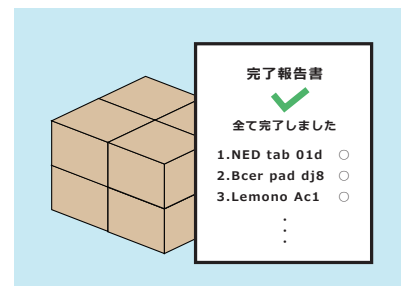 完了報告書
全て完了しました
1.NED tab 01d ○
2.Bcer pad dj8 ○
3.Lemono Ac1 ○